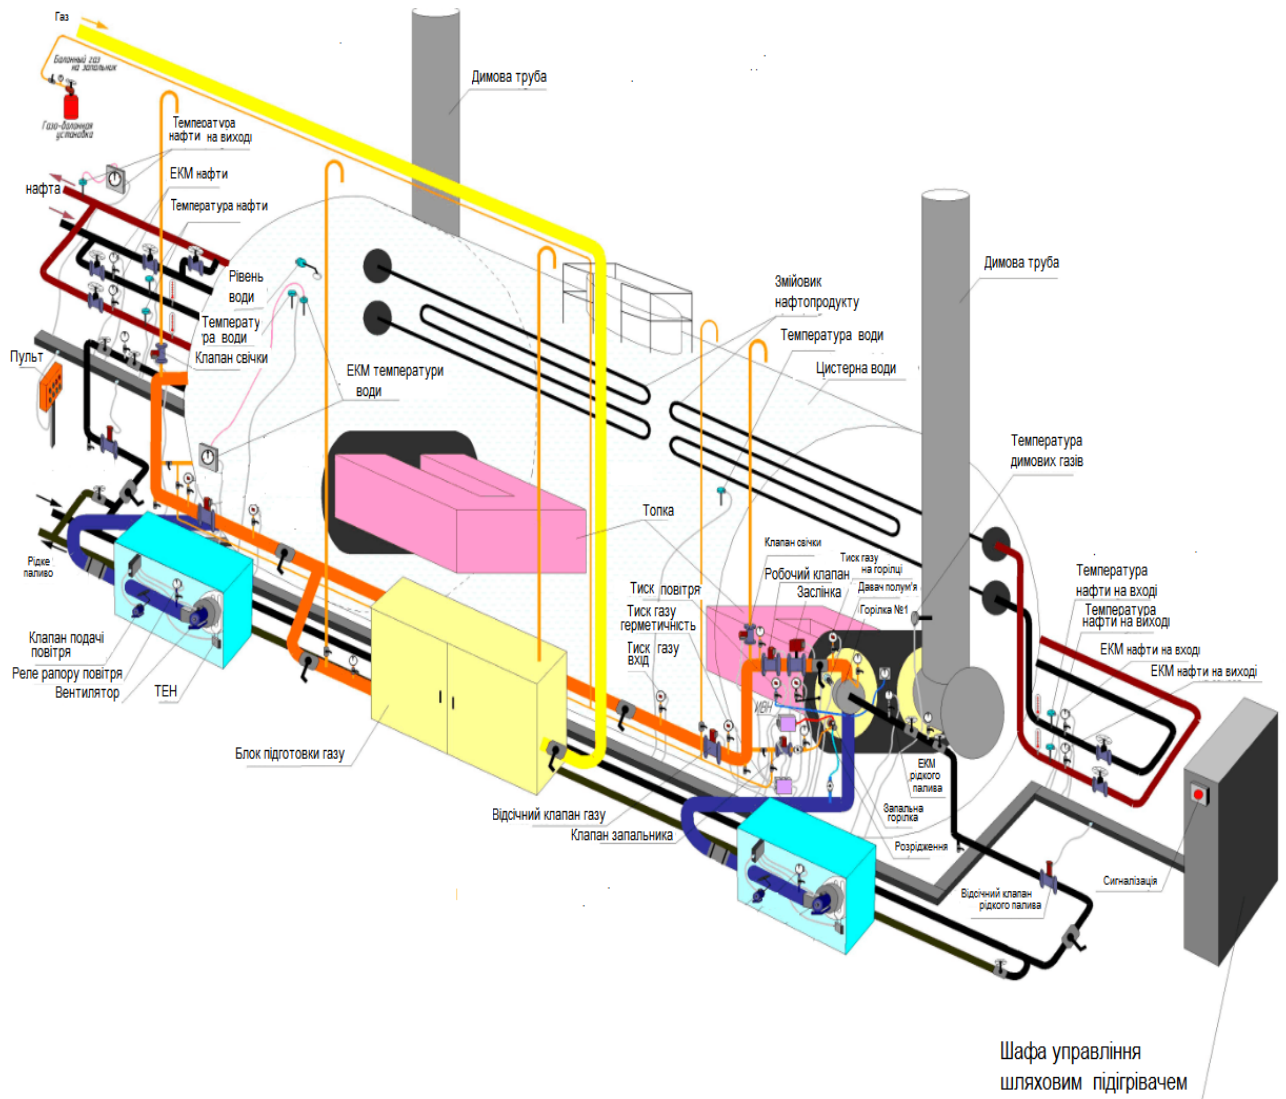 Газ
Балонный газ
на запальник
Газо-балонная
установка
Димова труба
Температура
нафти на виході
ЕКМ нафти
нафта
Температура нафти
Рівень
води
Температу
ра води
Клапан свічки
Пульт
ЕКМ температури
води
Змійовик
нафтопродукту
Температура води
Цистерна води
Димова труба
Температура
димових газів
Топка
Клапан свічки
Робочий клапан
Заслінка
Тиск газу
на горілці
Давач полум'я
Горілка №1
Тиск повітря
Тиск газу
герметичність
Тиск газу
вхід
ИВН
Рідке
паливо
Клапан подачі
повітря
Реле рапору повітря
Вентилятор
ТЕН
Блок підготовки газу
Відсічний клапан газу
Клапан запальника
ЕКМ
рідкого
палива
Запальна
горілка
Розрідження
Температура
нафти на вході
Температура
нафти на виході
ЕКМ нафти на вході
ЕКМ нафти на виході
Відсічний клапан
рідкого палива
Сигналізація
Шафа управління
шляховим підігрівачем